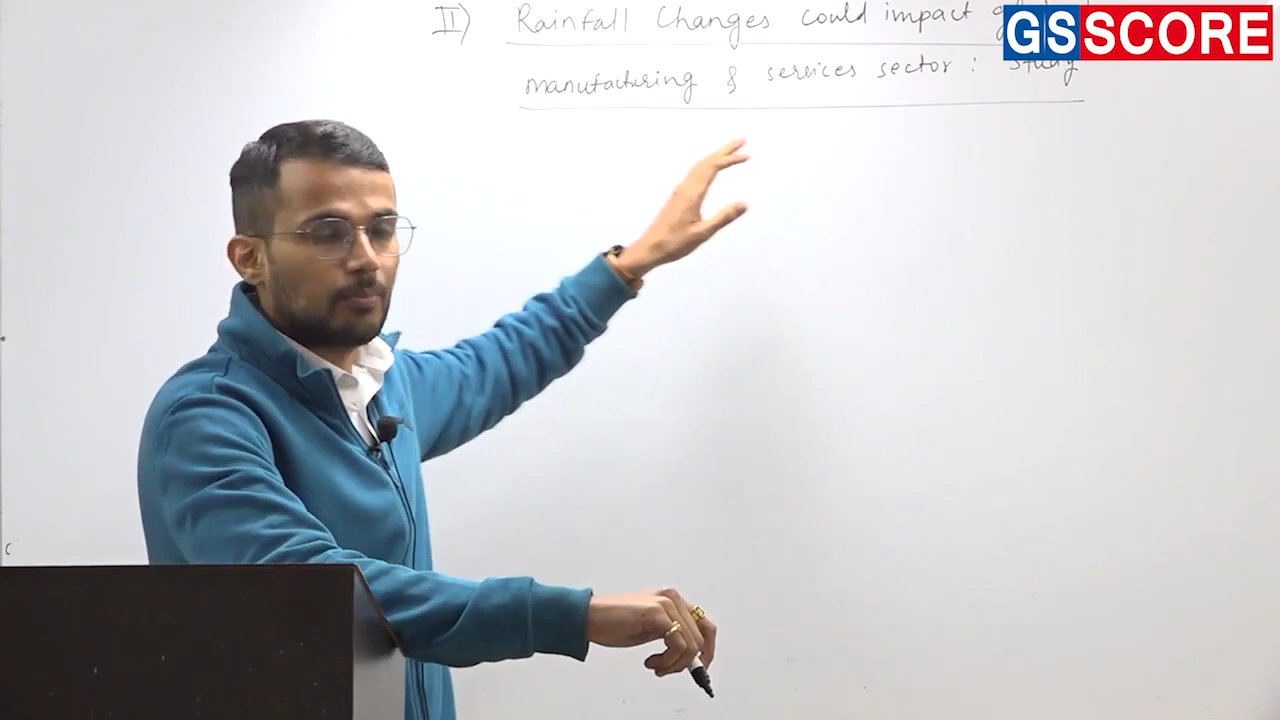 II) Rainfall Changes could impact
GSSCORE
manufacturing & services sector : study